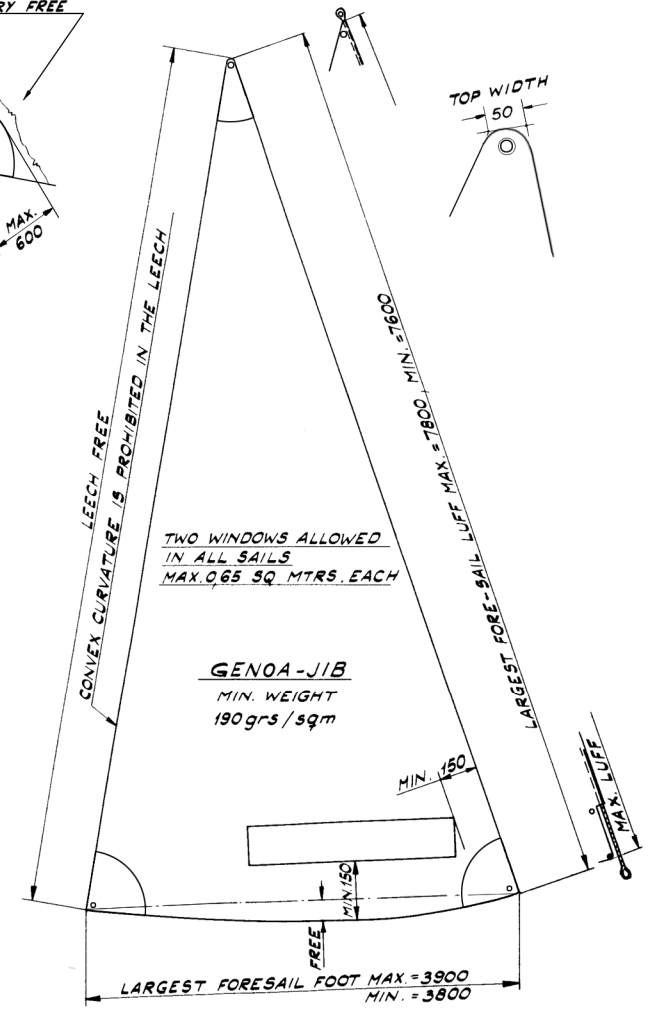 RY FREE
MAX.
600
TOP WIDTH
50
LEECH FREE
CONVEX CURVATURE IS PROHIBITED IN THE LEECH
LARGEST FORE-SAIL LUFF MAX.=7800 MIN.=7600
TWO WINDOWS ALLOWED
IN ALL SAILS
MAX.0,65 SQ MTRS. EACH
GENOA-JIB
MIN. WEIGHT
190 grs/sqm
MIN. 150
MAX. LUFF
MIN.150
FREE
LARGEST FORESAIL FOOT MAX.=3900
MIN.=3800